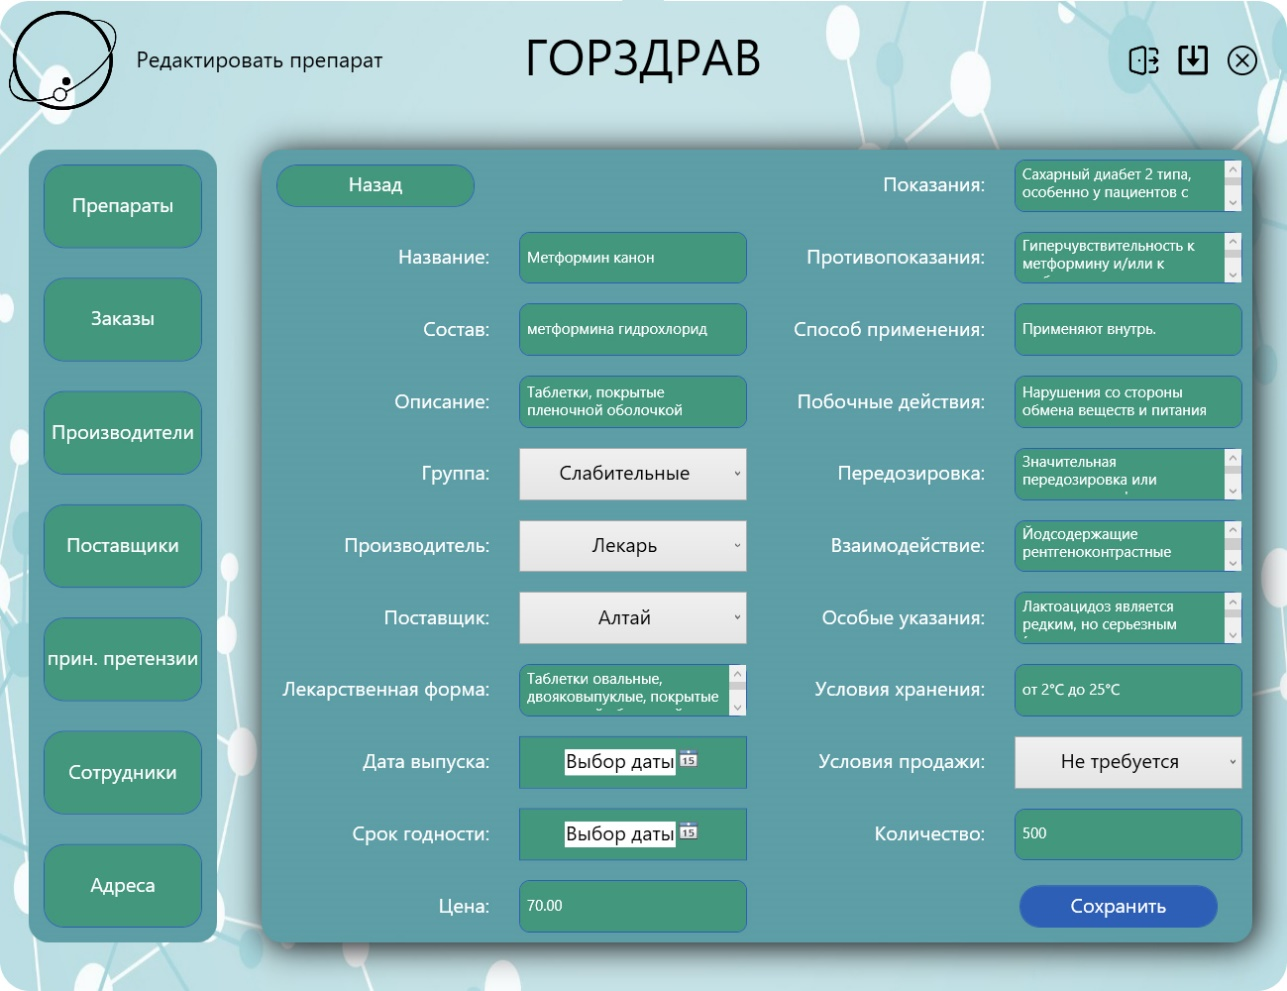 Редактировать препарат
ГОРЗДРАВ
Препараты
Заказы
Производители
Поставщики
прин. претензии
Сотрудники
Адреса
Назад
Название:
Метформин канон
Состав:
метформина гидрохлорид
Описание:
Таблетки, покрытые
пленочной оболочкой
Группа:
Слабительные
Производитель:
Лекарь
Поставщик:
Алтай
Лекарственная форма:
Таблетки овальные,
двояковыпуклые, покрытые
Дата выпуска:
Выбор даты
15
Срок годности:
Выбор даты
15
Цена:
70.00
Показания:
Сахарный диабет 2 типа,
особенно у пациентов с
Противопоказания:
Гиперчувствительность к
метформину и/или к
Способ применения:
Применяют внутрь.
Побочные действия:
Нарушения со стороны
обмена веществ и питания
Передозировка:
Значительная
передозировка или
Взаимодействие:
Йодсодержащие
рентгеноконтрастные
Особые указания:
Лактоацидоз является
редким, но серьезным
Условия хранения:
от 2°C до 25°C
Условия продажи:
Не требуется
Количество:
500
Сохранить